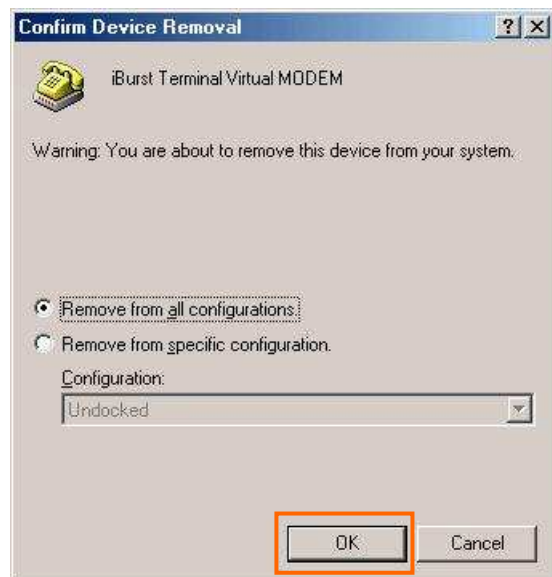 Confirm Device Removal
iBurst Terminal Virtual MODEM
Warning: You are about to remove this device from your system.
Remove from all configurations.
Remove from specific configuration.
Configuration:
Undocked
OK Cancel